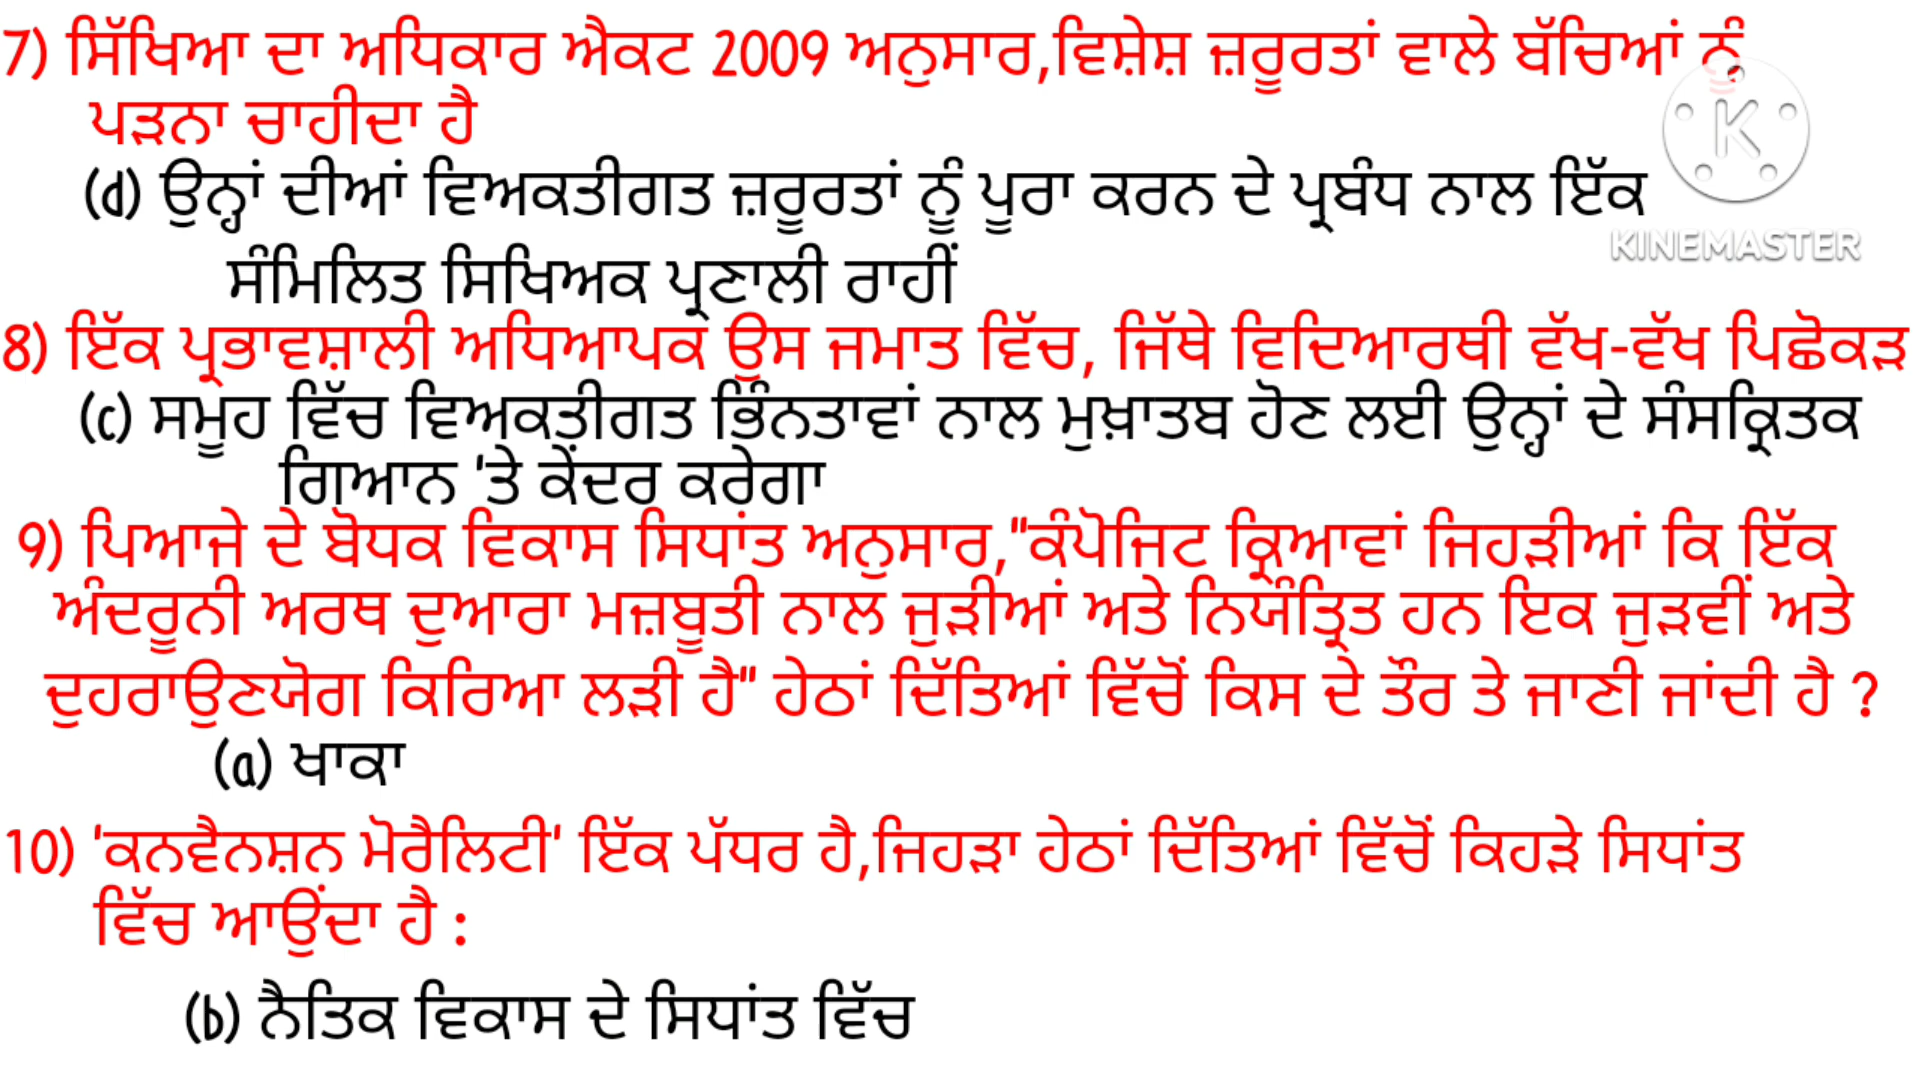 7) ਸਿੱਖਿਆ ਦਾ ਅਧਿਕਾਰ ਐਕਟ 2009 ਅਨੁਸਾਰ,ਵਿਸ਼ੇਸ਼ ਜ਼ਰੂਰਤਾਂ ਵਾਲੇ ਬੱਚਿਆਂ ਨੂੰ
ਪੜਨਾ ਚਾਹੀਦਾ ਹੈ
(d) ਉਨ੍ਹਾਂ ਦੀਆਂ ਵਿਅਕਤੀਗਤ ਜ਼ਰੂਰਤਾਂ ਨੂੰ ਪੂਰਾ ਕਰਨ ਦੇ ਪ੍ਰਬੰਧ ਨਾਲ ਇੱਕ
ਸੰਮਿਲਿਤ ਸਿਖਿਅਕ ਪ੍ਰਣਾਲੀ ਰਾਹੀਂ
K
KINEMASTER
8) ਇੱਕ ਪ੍ਰਭਾਵਸ਼ਾਲੀ ਅਧਿਆਪਕ ਉਸ ਜਮਾਤ ਵਿੱਚ, ਜਿੱਥੇ ਵਿਦਿਆਰਥੀ ਵੱਖ-ਵੱਖ ਪਿਛੋਕੜ
(c) ਸਮੂਹ ਵਿੱਚ ਵਿਅਕਤੀਗਤ ਭਿੰਨਤਾਵਾਂ ਨਾਲ ਮੁਖ਼ਾਤਬ ਹੋਣ ਲਈ ਉਨ੍ਹਾਂ ਦੇ ਸੰਸਕ੍ਰਿਤਕ
ਗਿਆਨ 'ਤੇ ਕੇਂਦਰ ਕਰੇਗਾ
9) ਪਿਆਜੇ ਦੇ ਬੋਧਕ ਵਿਕਾਸ ਸਿਧਾਂਤ ਅਨੁਸਾਰ,"ਕੰਪੋਜਿਟ ਕ੍ਰਿਆਵਾਂ ਜਿਹੜੀਆਂ ਕਿ ਇੱਕ
ਅੰਦਰੂਨੀ ਅਰਥ ਦੁਆਰਾ ਮਜ਼ਬੂਤੀ ਨਾਲ ਜੁੜੀਆਂ ਅਤੇ ਨਿਯੰਤ੍ਰਿਤ ਹਨ ਇਕ ਜੁੜਵੀਂ ਅਤੇ
ਦੁਹਰਾਉਣਯੋਗ ਕਿਰਿਆ ਲੜੀ ਹੈ" ਹੇਠਾਂ ਦਿੱਤਿਆਂ ਵਿੱਚੋਂ ਕਿਸ ਦੇ ਤੌਰ ਤੇ ਜਾਣੀ ਜਾਂਦੀ ਹੈ ?
(a) ਖਾਕਾ
10) 'ਕਨਵੈਨਸ਼ਨ ਮੋਰੈਲਿਟੀ' ਇੱਕ ਪੱਧਰ ਹੈ,ਜਿਹੜਾ ਹੇਠਾਂ ਦਿੱਤਿਆਂ ਵਿੱਚੋਂ ਕਿਹੜੇ ਸਿਧਾਂਤ
ਵਿੱਚ ਆਉਂਦਾ ਹੈ :
(b) ਨੈਤਿਕ ਵਿਕਾਸ ਦੇ ਸਿਧਾਂਤ ਵਿੱਚ